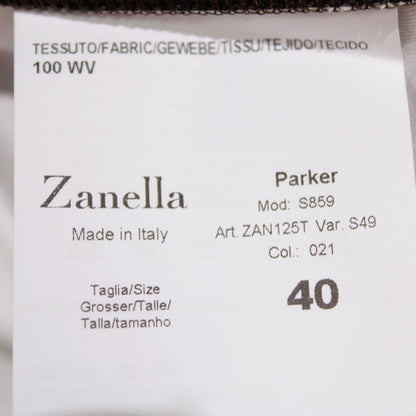 TESSUTO/FABRIC/GEWEBE/TISSU/TEJIDO/TECIDO
100 WV
Zanella
Made in Italy
Parker
Mod: S859
Art. ZAN125T Var. S49
Col.: 021
Taglia/Size
Grosser/Talle/
Talla/tamanho
40